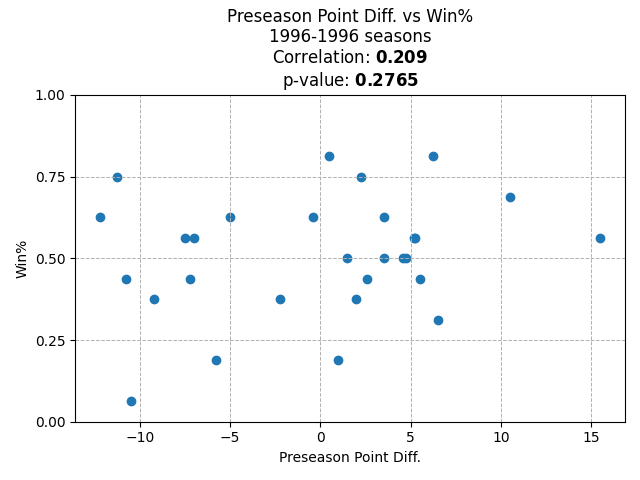 Preseason Point Diff. vs Win%
1996-1996 seasons
Correlation: 0.209
p-value: 0.2765
1.00
0.75
0.50
0.25
0.00
Win%
−10
−5
0
5
10
15
Preseason Point Diff.